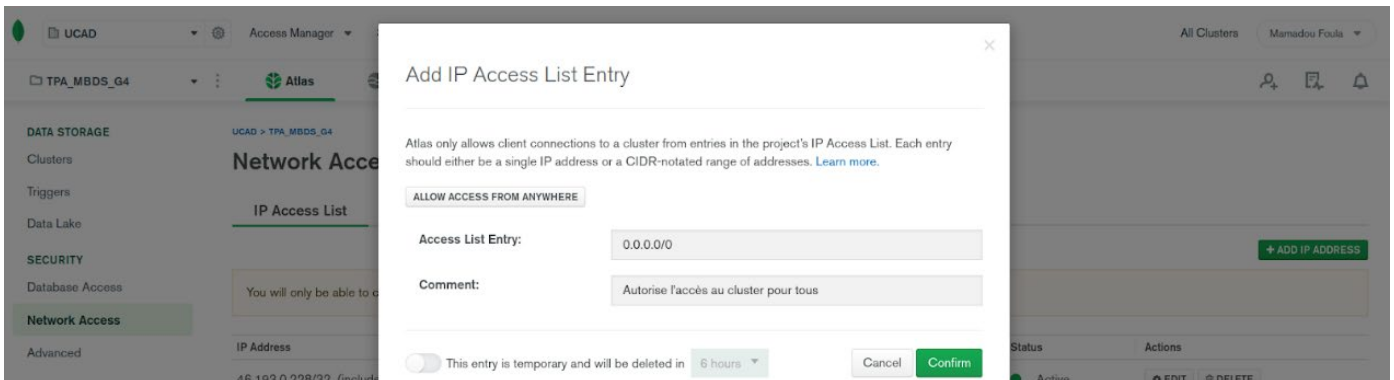 UCAD
Access Manager
All Clusters
Mamadou Foula
TPA_MBDS_G4
Atlas
DATA STORAGE
Clusters
Triggers
Data Lake
SECURITY
Database Access
Network Access
Advanced
UCAD > TPA_MBDS_G4
Network Acce
IP Access List
+ ADD IP ADDRESS
You will only be able to c
IP Address
Status
Actions
Active
EDIT
DELETE
Add IP Access List Entry
Atlas only allows client connections to a cluster from entries in the project's IP Access List. Each entry
should either be a single IP address or a CIDR-notated range of addresses. Learn more.
ALLOW ACCESS FROM ANYWHERE
Access List Entry:
0.0.0.0/0
Comment:
Autorise l'accès au cluster pour tous
This entry is temporary and will be deleted in
6 hours
Cancel
Confirm